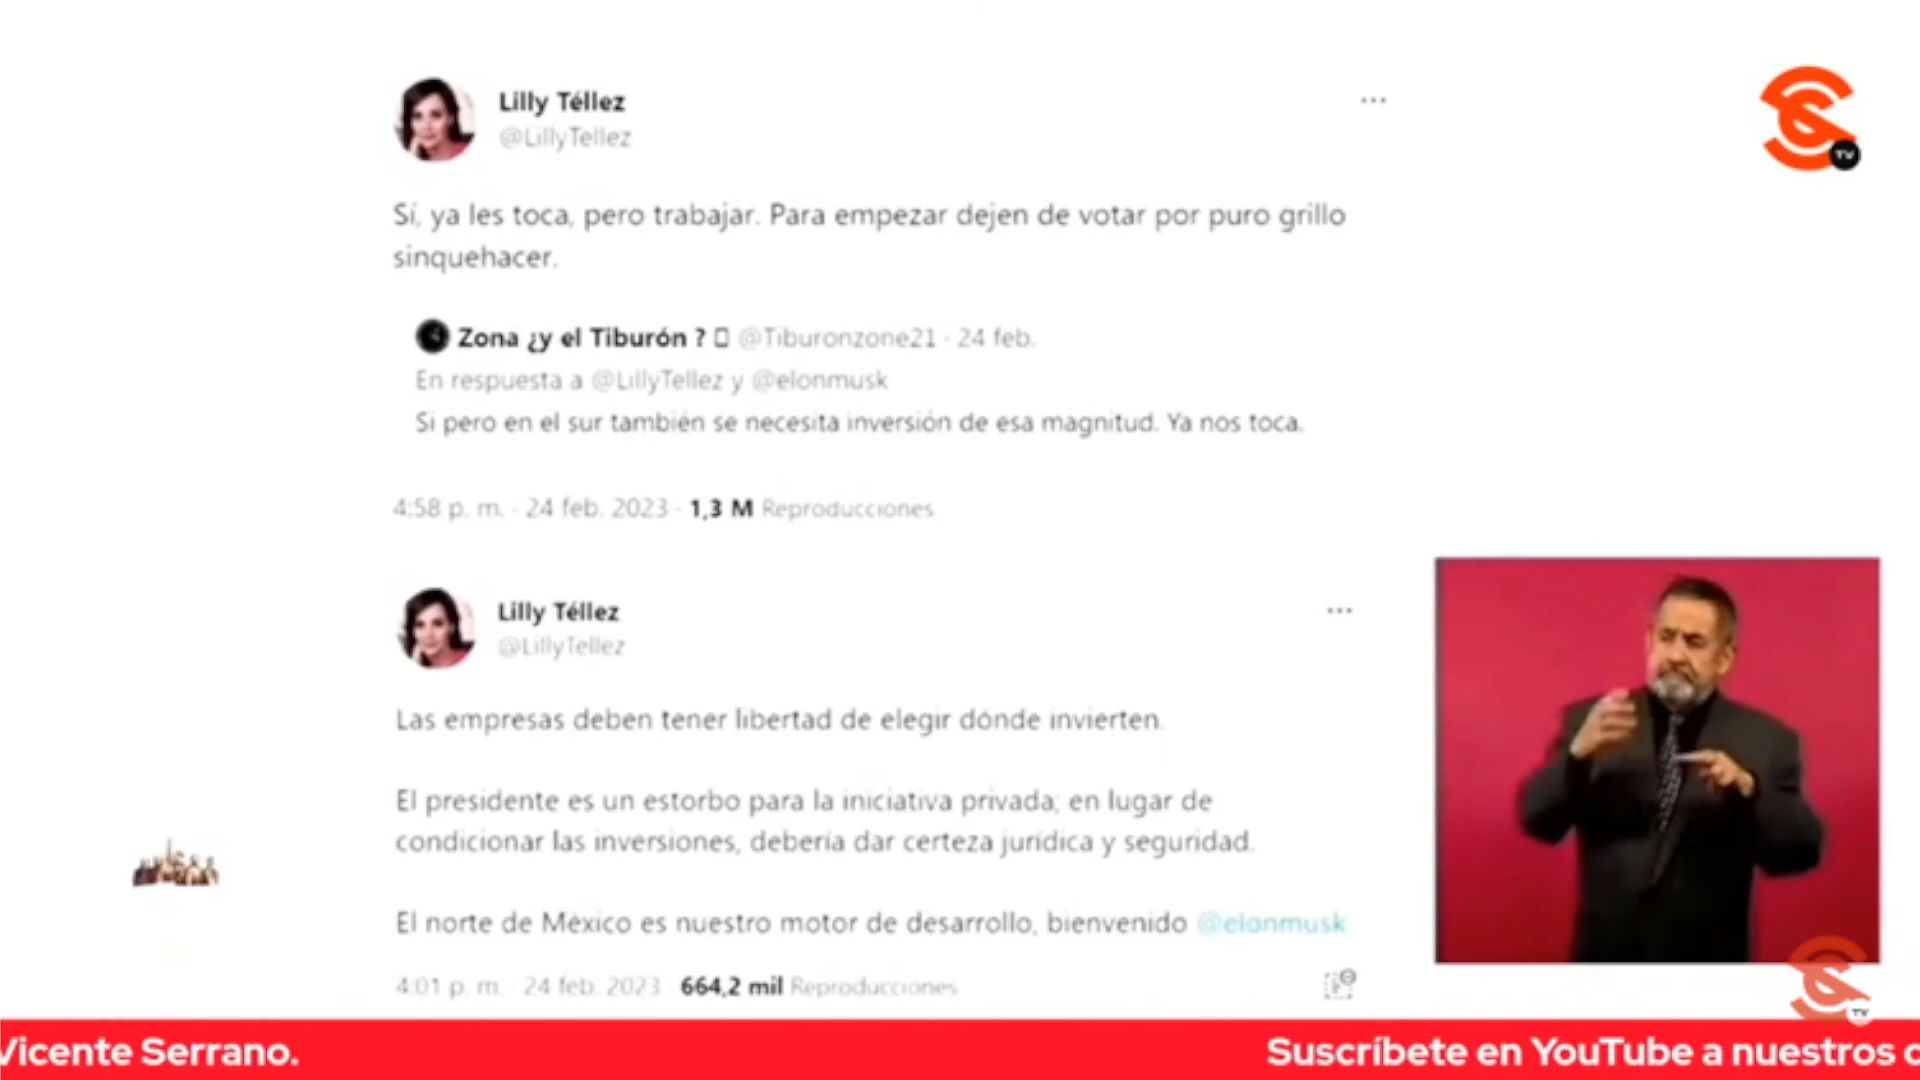 Lilly Téllez
@LillyTellez
Sí, ya les toca, pero trabajar. Para empezar dejen de votar por puro grillo
sinquehacer.
Zona ¿y el Tiburón ? @Tiburonzone21 · 24 feb.
En respuesta a @LillyTellez y @elonmusk
Si pero en el sur también se necesita inversión de esa magnitud. Ya nos toca.
4:58 p. m. · 24 feb. 2023 · 1,3 M Reproducciones
Lilly Téllez
@LillyTellez
Las empresas deben tener libertad de elegir dónde invierten.
El presidente es un estorbo para la iniciativa privada; en lugar de
condicionar las inversiones, debería dar certeza jurídica y seguridad.
El norte de México es nuestro motor de desarrollo, bienvenido @elonmusk
4:01 p. m. · 24 feb. 2023 · 664,2 mil Reproducciones
TV
TV
Vicente Serrano.
Suscríbete en YouTube a nuestros